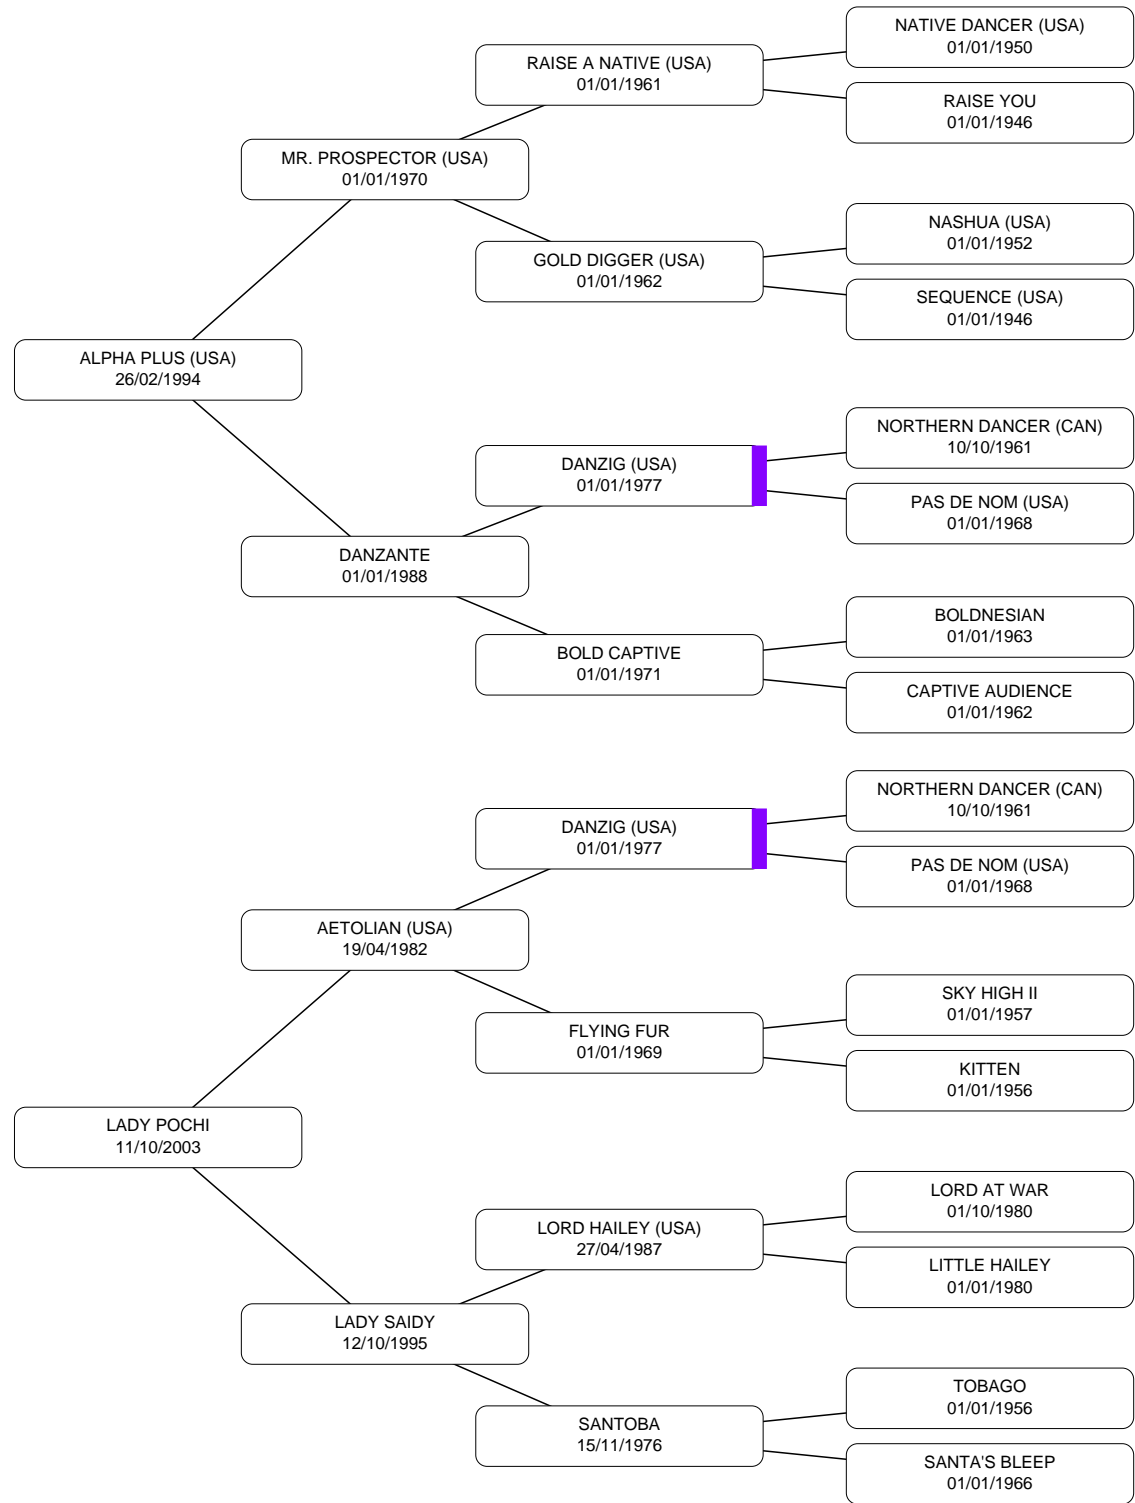 NATIVE DANCER (USA)
01/01/1950
RAISE A NATIVE (USA)
01/01/1961
RAISE YOU
01/01/1946
MR. PROSPECTOR (USA)
01/01/1970
NASHUA (USA)
01/01/1952
GOLD DIGGER (USA)
01/01/1962
SEQUENCE (USA)
01/01/1946
ALPHA PLUS (USA)
26/02/1994
NORTHERN DANCER (CAN)
10/10/1961
DANZIG (USA)
01/01/1977
PAS DE NOM (USA)
01/01/1968
DANZANTE
01/01/1988
BOLDNESIAN
01/01/1963
BOLD CAPTIVE
01/01/1971
CAPTIVE AUDIENCE
01/01/1962
NORTHERN DANCER (CAN)
10/10/1961
DANZIG (USA)
01/01/1977
PAS DE NOM (USA)
01/01/1968
AETOLIAN (USA)
19/04/1982
SKY HIGH II
01/01/1957
FLYING FUR
01/01/1969
KITTEN
01/01/1956
LADY POCHI
11/10/2003
LORD AT WAR
01/10/1980
LORD HAILEY (USA)
27/04/1987
LITTLE HAILEY
01/01/1980
LADY SAIDY
12/10/1995
TOBAGO
01/01/1956
SANTOBA
15/11/1976
SANTA'S BLEEP
01/01/1966